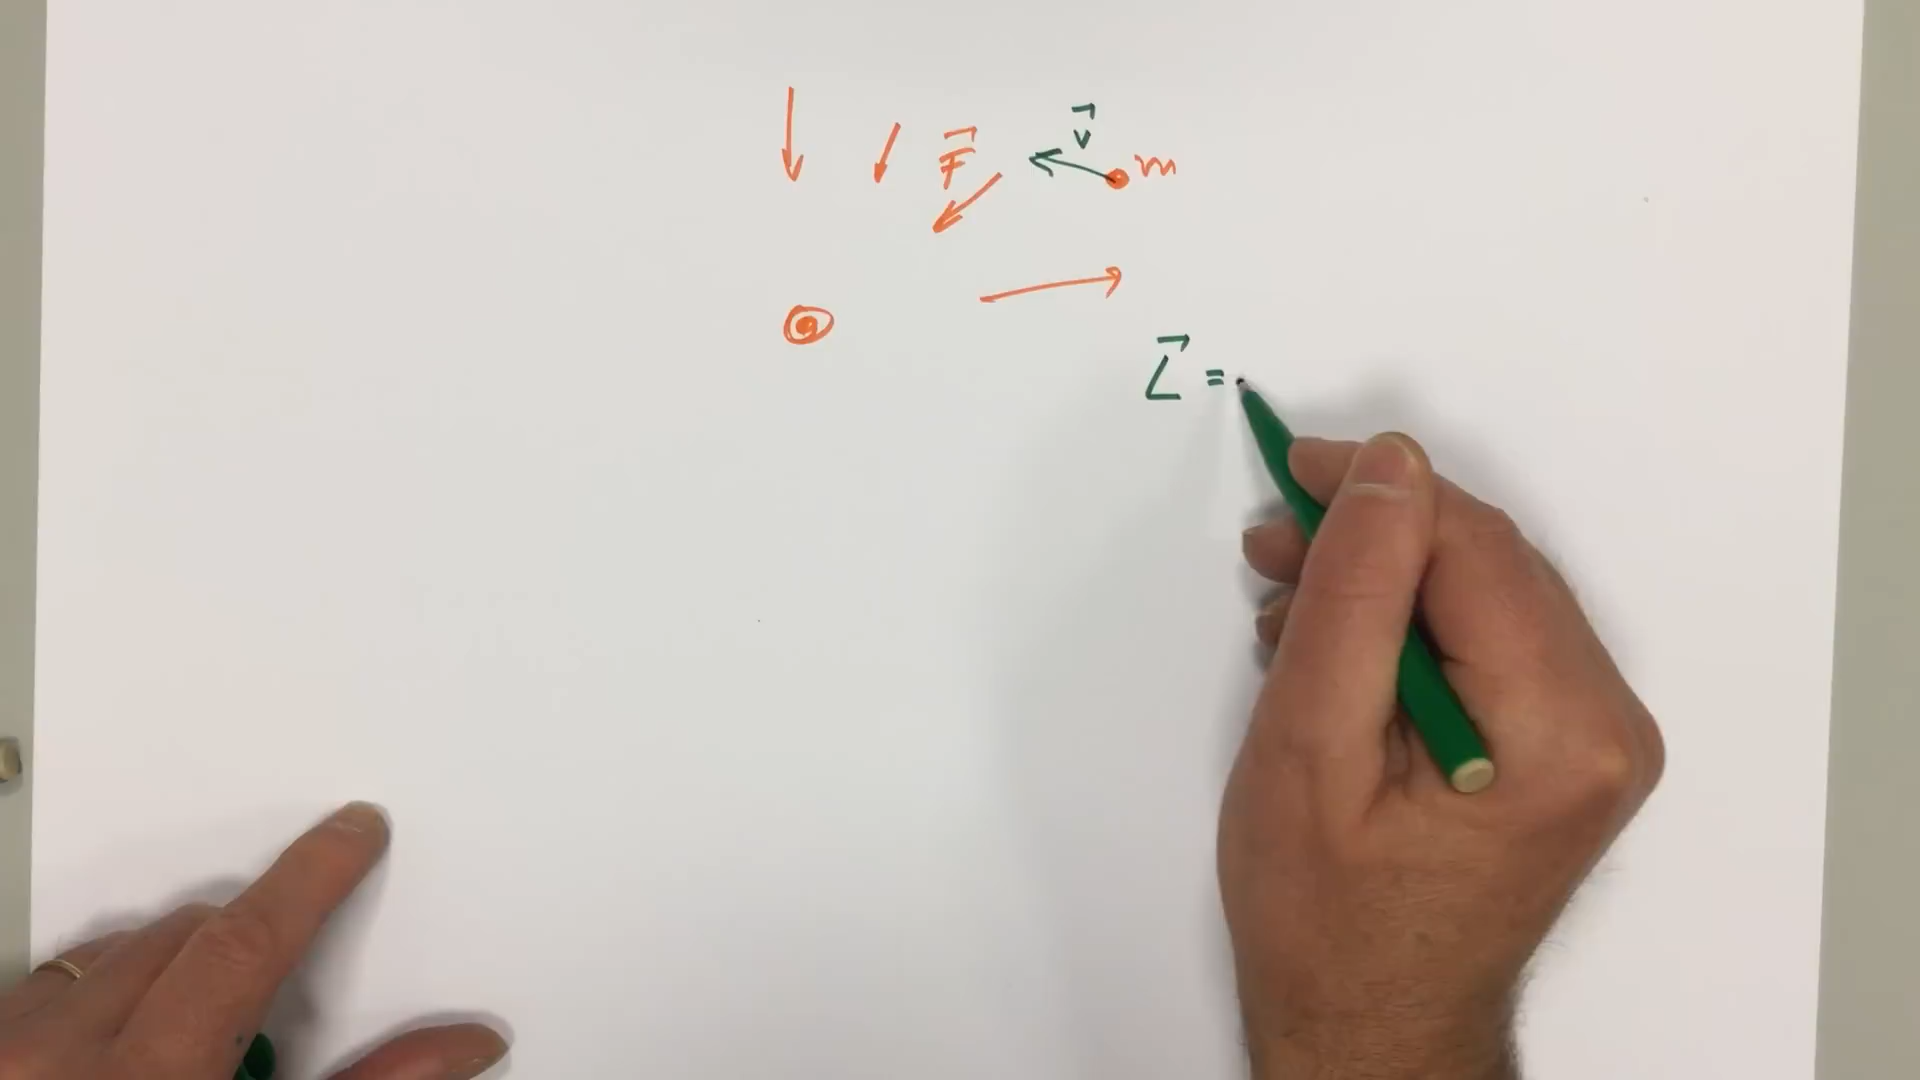 v⃗
F⃗ m
L⃗ =